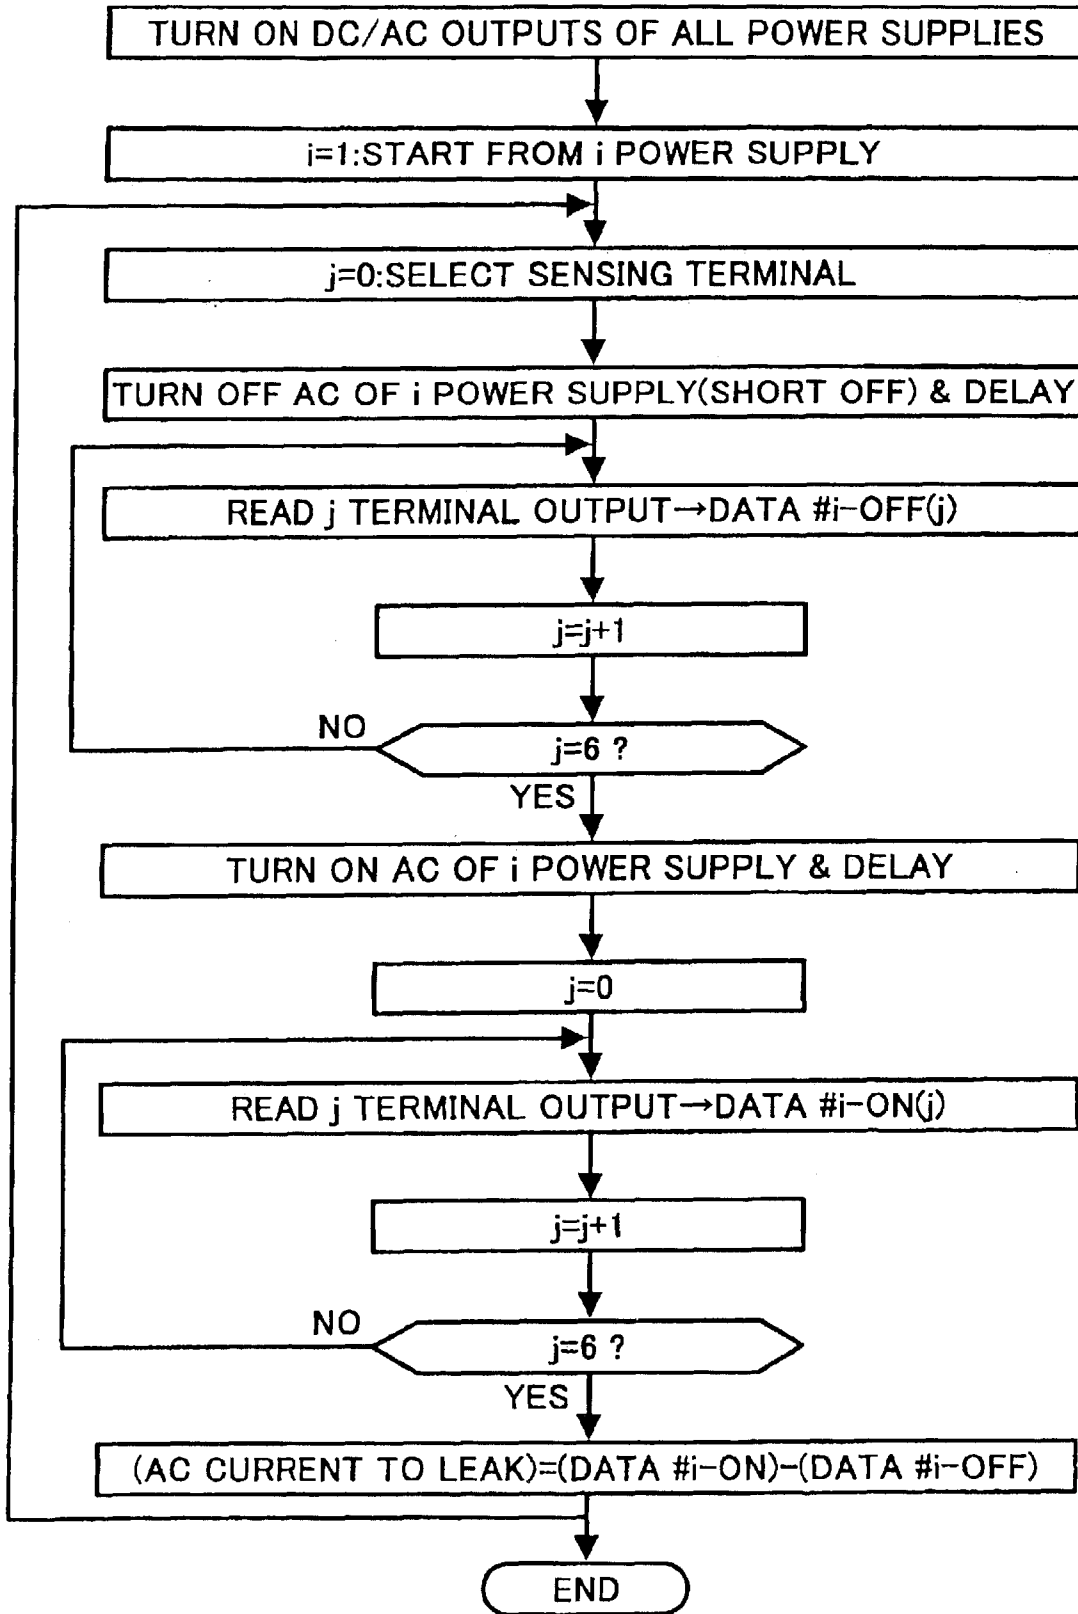 TURN ON DC/AC OUTPUTS OF ALL POWER SUPPLIES
i=1:START FROM i POWER SUPPLY
j=0:SELECT SENSING TERMINAL
TURN OFF AC OF i POWER SUPPLY(SHORT OFF) & DELAY
READ j TERMINAL OUTPUT→DATA #i-OFF(j)
j=j+1
NO
j=6 ?
YES
TURN ON AC OF i POWER SUPPLY & DELAY
j=0
READ j TERMINAL OUTPUT→DATA #i-ON(j)
j=j+1
NO
j=6 ?
YES
(AC CURRENT TO LEAK)=(DATA #i-ON)-(DATA #i-OFF)
END